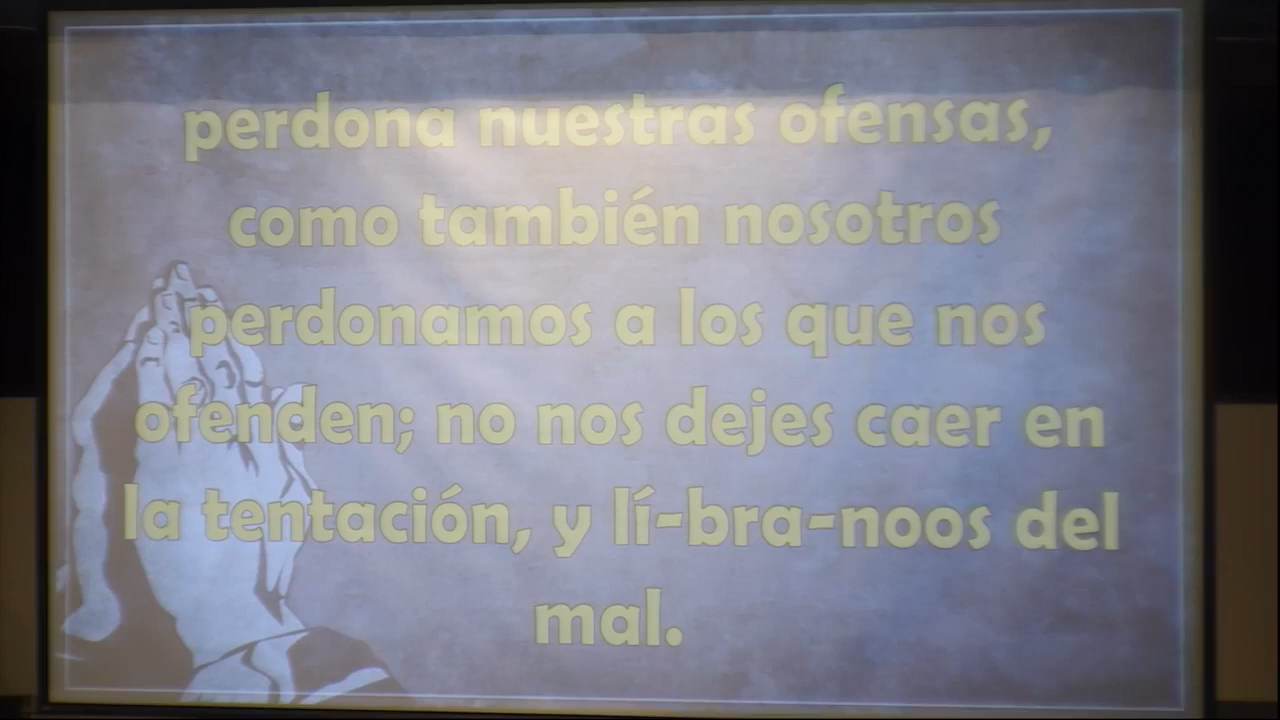 perdona nuestras ofensas,
como también nosotros
perdonamos a los que nos
ofenden; no nos dejes caer en
la tentación, y lí-bra-noos del
mal.